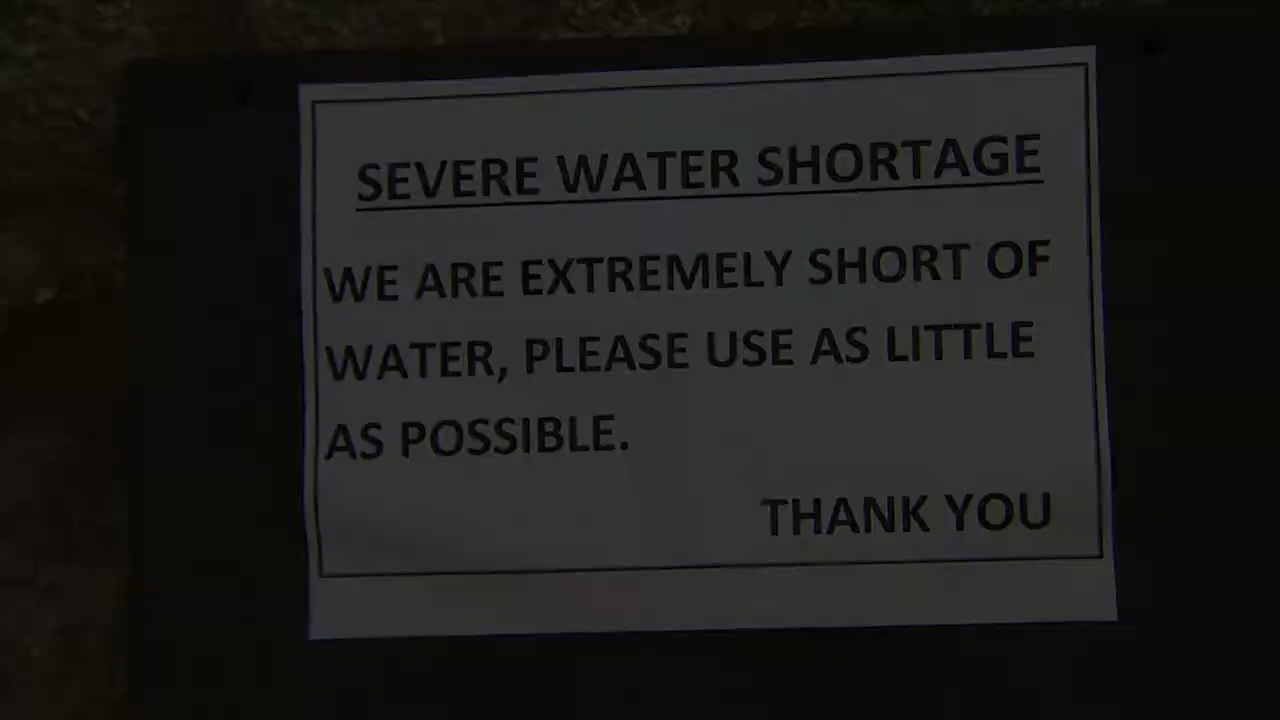 SEVERE WATER SHORTAGE
WE ARE EXTREMELY SHORT OF
WATER, PLEASE USE AS LITTLE
AS POSSIBLE.
THANK YOU